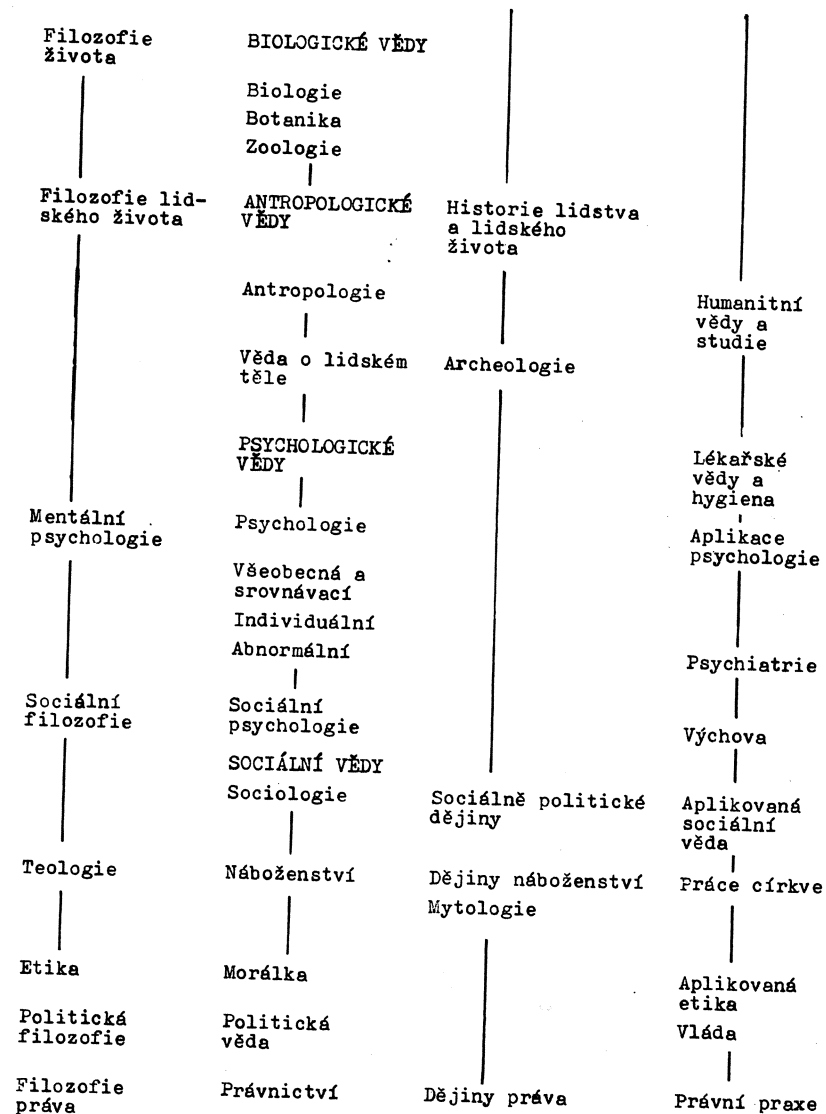 Filozofie
života
Filozofie lid-
ského života
Mentální
psychologie
Sociální
filozofie
Teologie
Etika
Politická
filozofie
Filozofie
práva
BIOLOGICKÉ VĚDY
Biologie
Botanika
Zoologie
ANTROPOLOGICKÉ
VĚDY
Antropologie
Věda o lidském
těle
PSYCHOLOGICKÉ
VĚDY
Psychologie
Všeobecná a
srovnávací
Individuální
Abnormální
Sociální
psychologie
SOCIÁLNÍ VĚDY
Sociologie
Náboženství
Morálka
Politická
věda
Právnictví
Historie lidstva
a lidského
života
Archeologie
Sociálně politické
dějiny
Dějiny náboženství
Mytologie
Dějiny práva
Humanitní
vědy a
studie
Lékařské
vědy a
hygiena
Aplikace
psychologie
Psychiatrie
Výchova
Aplikovaná
sociální
věda
Práce církve
Aplikovaná
etika
Vláda
Právní praxe